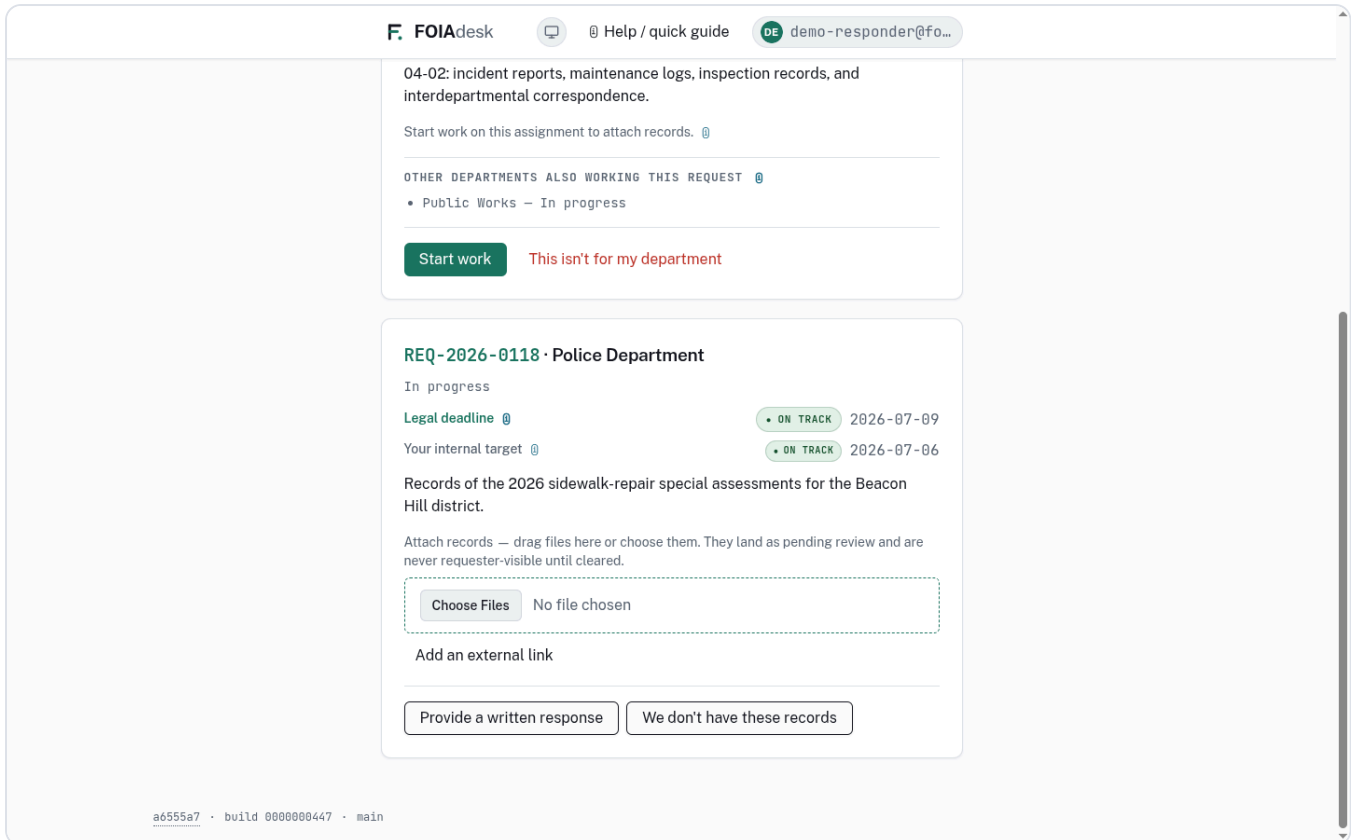 FOIAdesk
Help / quick guide
DE demo-responder@fo…
04-02: incident reports, maintenance logs, inspection records, and
interdepartmental correspondence.
Start work on this assignment to attach records.
OTHER DEPARTMENTS ALSO WORKING THIS REQUEST
• Public Works — In progress
Start work
This isn't for my department
REQ-2026-0118 · Police Department
In progress
Legal deadline • ON TRACK 2026-07-09
Your internal target • ON TRACK 2026-07-06
Records of the 2026 sidewalk-repair special assessments for the Beacon
Hill district.
Attach records — drag files here or choose them. They land as pending review and are
never requester-visible until cleared.
Choose Files No file chosen
Add an external link
Provide a written response
We don't have these records
a6555a7 · build 0000000447 · main